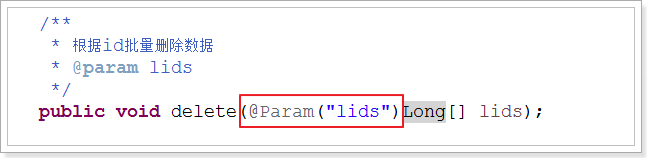 /**
* 根据id批量删除数据
* @param lids
*/
public void delete(@Param("lids")Long[] lids);